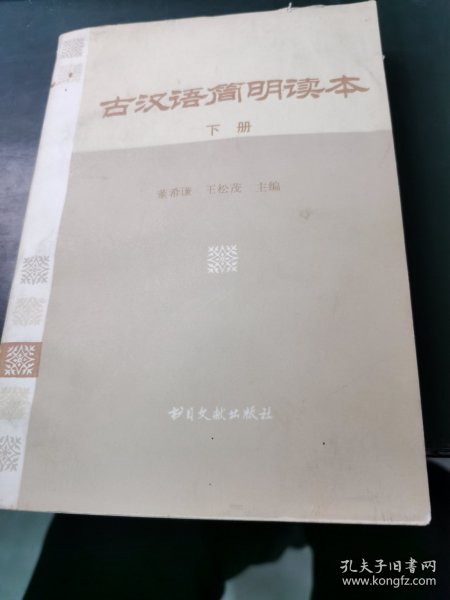 古汉语简明读本
下册
董希谦 王松茂 主编
书目文献出版社
孔夫子旧书网
www.kongfz.com